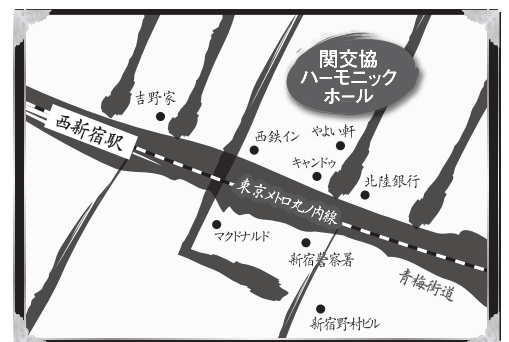 関交協
ハーモニック
ホール
吉野家
西新宿駅
西鉄イン
やよい軒
キャンドゥ
北陸銀行
東京メトロ丸ノ内線
マクドナルド
新宿警察署
青梅街道
新宿野村ビル